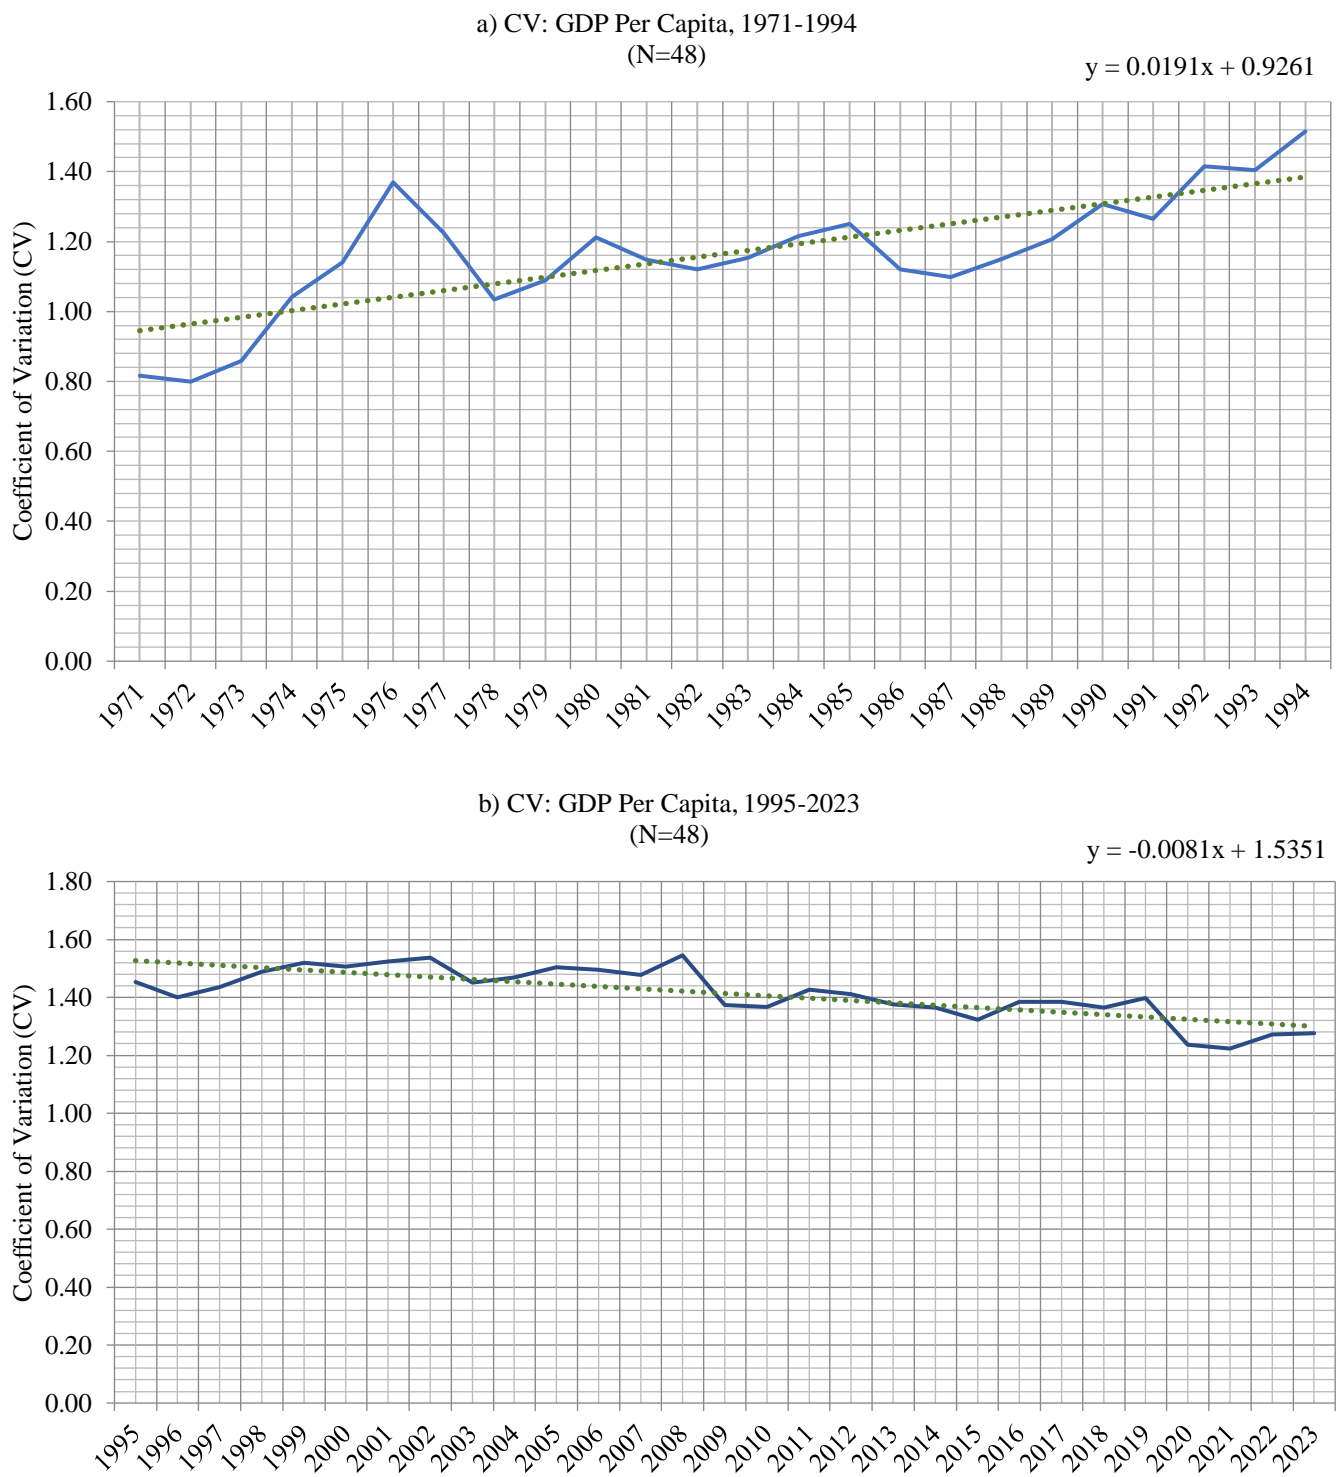 a) CV: GDP Per Capita, 1971-1994
(N=48)
y = 0.0191x + 0.9261
Coefficient of Variation (CV)
1.60
1.40
1.20
1.00
0.80
0.60
0.40
0.20
0.00
1971 1972 1973 1974 1975 1976 1977 1978 1979 1980 1981 1982 1983 1984 1985 1986 1987 1988 1989 1990 1991 1992 1993 1994
b) CV: GDP Per Capita, 1995-2023
(N=48)
y = -0.0081x + 1.5351
Coefficient of Variation (CV)
1.80
1.60
1.40
1.20
1.00
0.80
0.60
0.40
0.20
0.00
1995 1996 1997 1998 1999 2000 2001 2002 2003 2004 2005 2006 2007 2008 2009 2010 2011 2012 2013 2014 2015 2016 2017 2018 2019 2020 2021 2022 2023